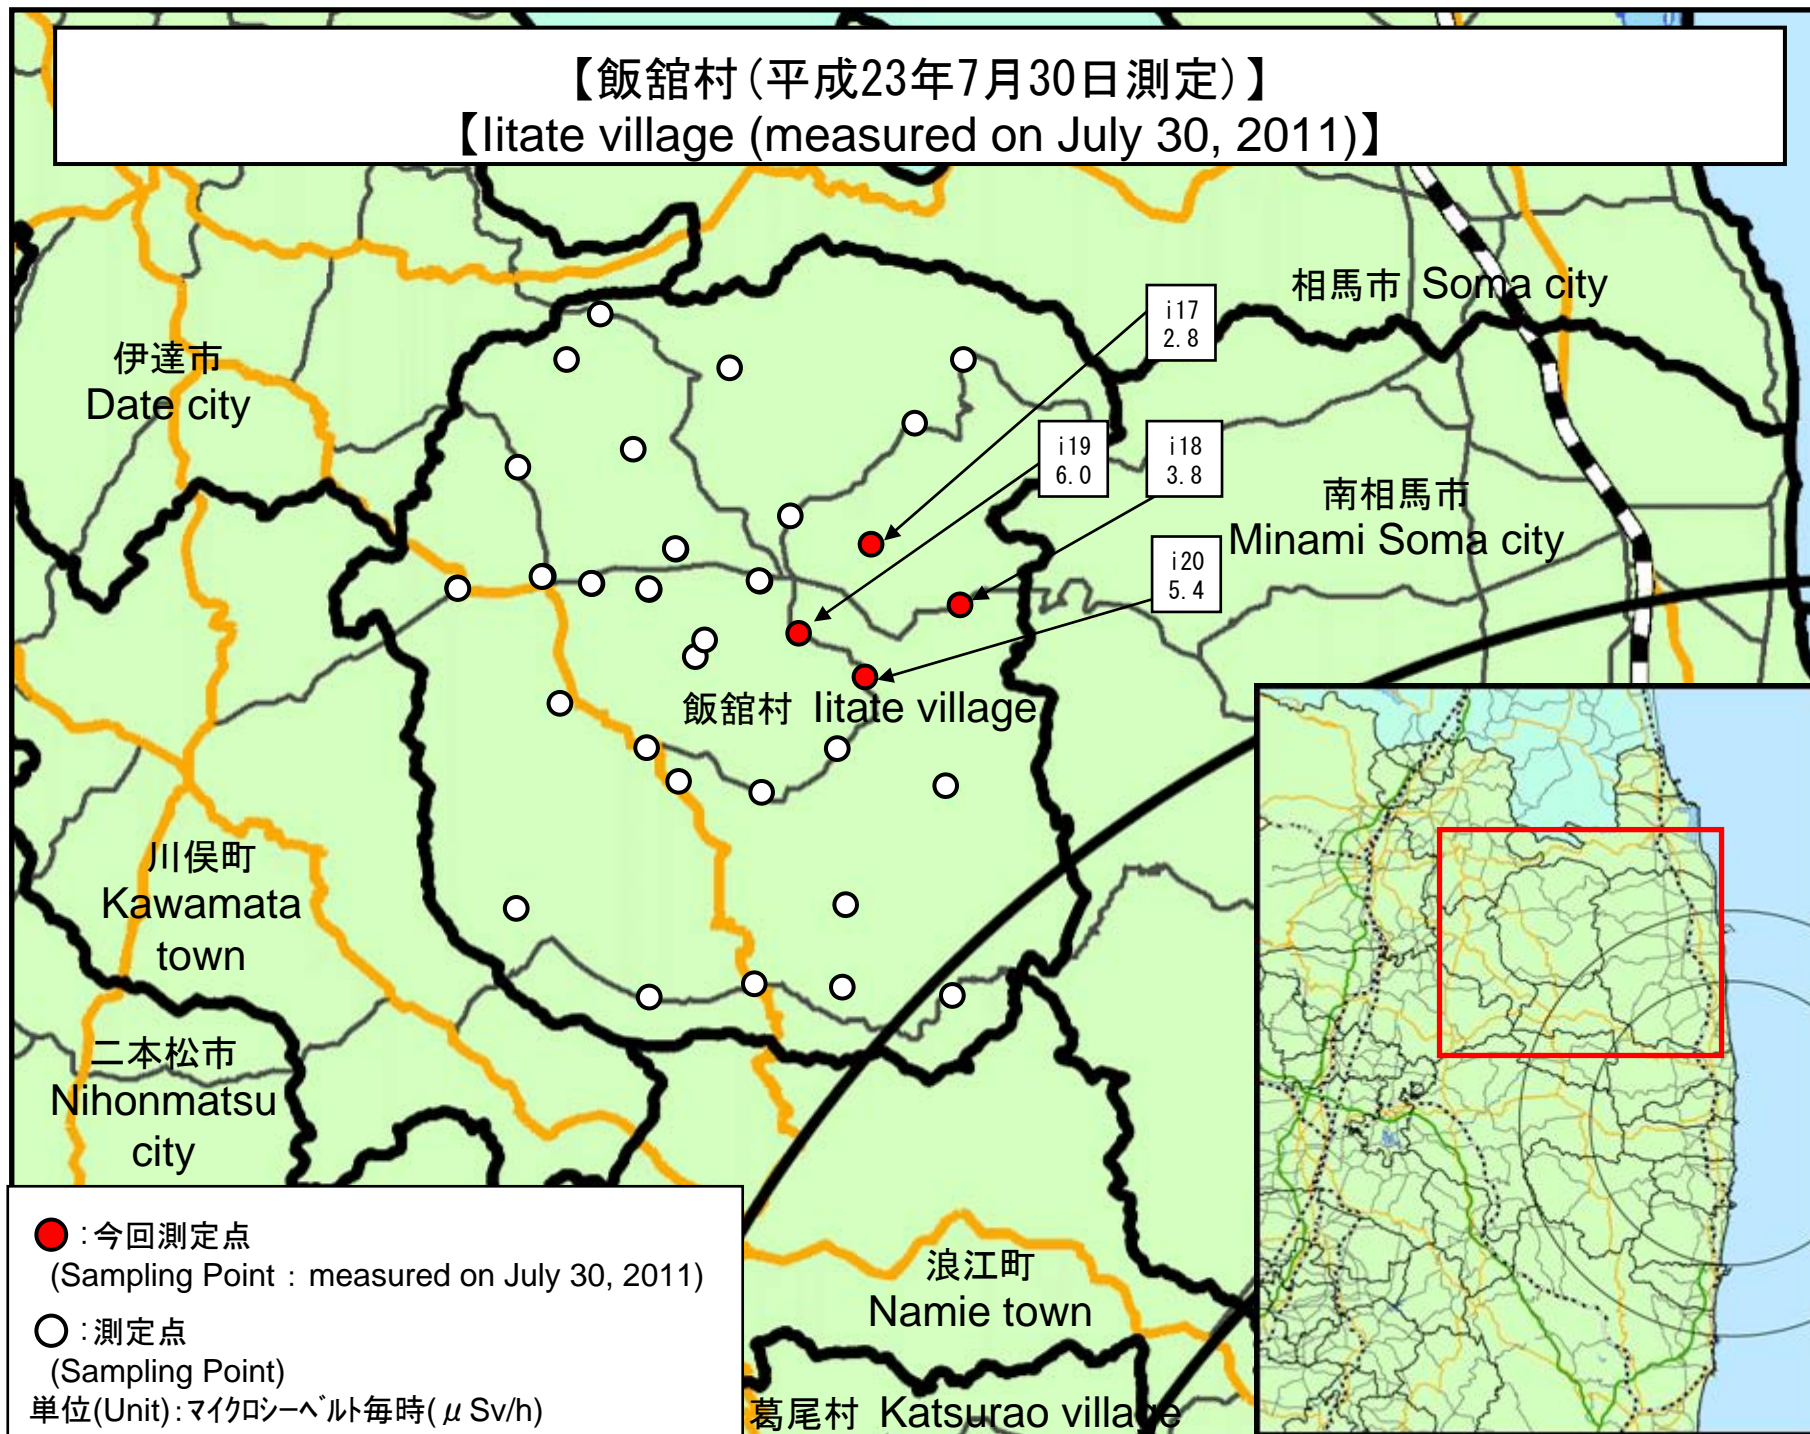 【飯舘村(平成23年7月30日測定)】
【Iitate village (measured on July 30, 2011)】
相馬市 Soma city
i17
2.8
伊達市
Date city
i19
6.0
i18
3.8
南相馬市
Minami Soma city
i20
5.4
飯舘村 Iitate village
川俣町
Kawamata
town
二本松市
Nihonmatsu
city
浪江町
Namie town
葛尾村 Katsurao village
:今回測定点
(Sampling Point : measured on July 30, 2011)
:測定点
(Sampling Point)
単位(Unit):マイクロシーベルト毎時(μSv/h)